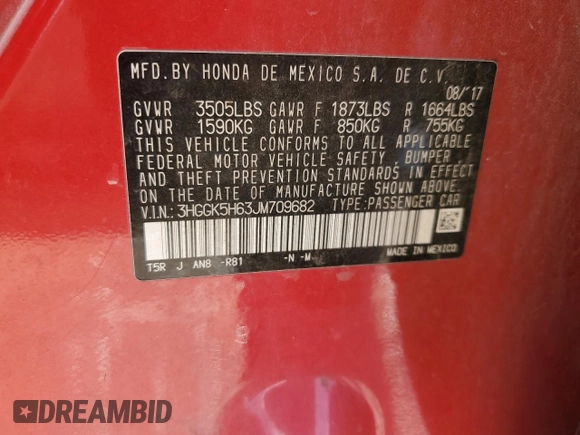 MFD.BY HONDA DE MEXICO S.A. DE C.V.
08/'17
GVWR 3505LBS GAWR F 1873LBS R 1664LBS
GVWR 1590KG GAWR F 850KG R 755KG
THIS VEHICLE CONFORMS TO ALL APPLICABLE
FEDERAL MOTOR VEHICLE SAFETY, BUMPER
AND THEFT PREVENTION STANDARDS IN EFFECT
ON THE DATE OF MANUFACTURE SHOWN ABOVE.
V.I.N.: 3HGGK5H63JM709682 TYPE:PASSENGER CAR
T5R J AN8 -R81 -N -M MADE IN MEXICO
DREAMBID